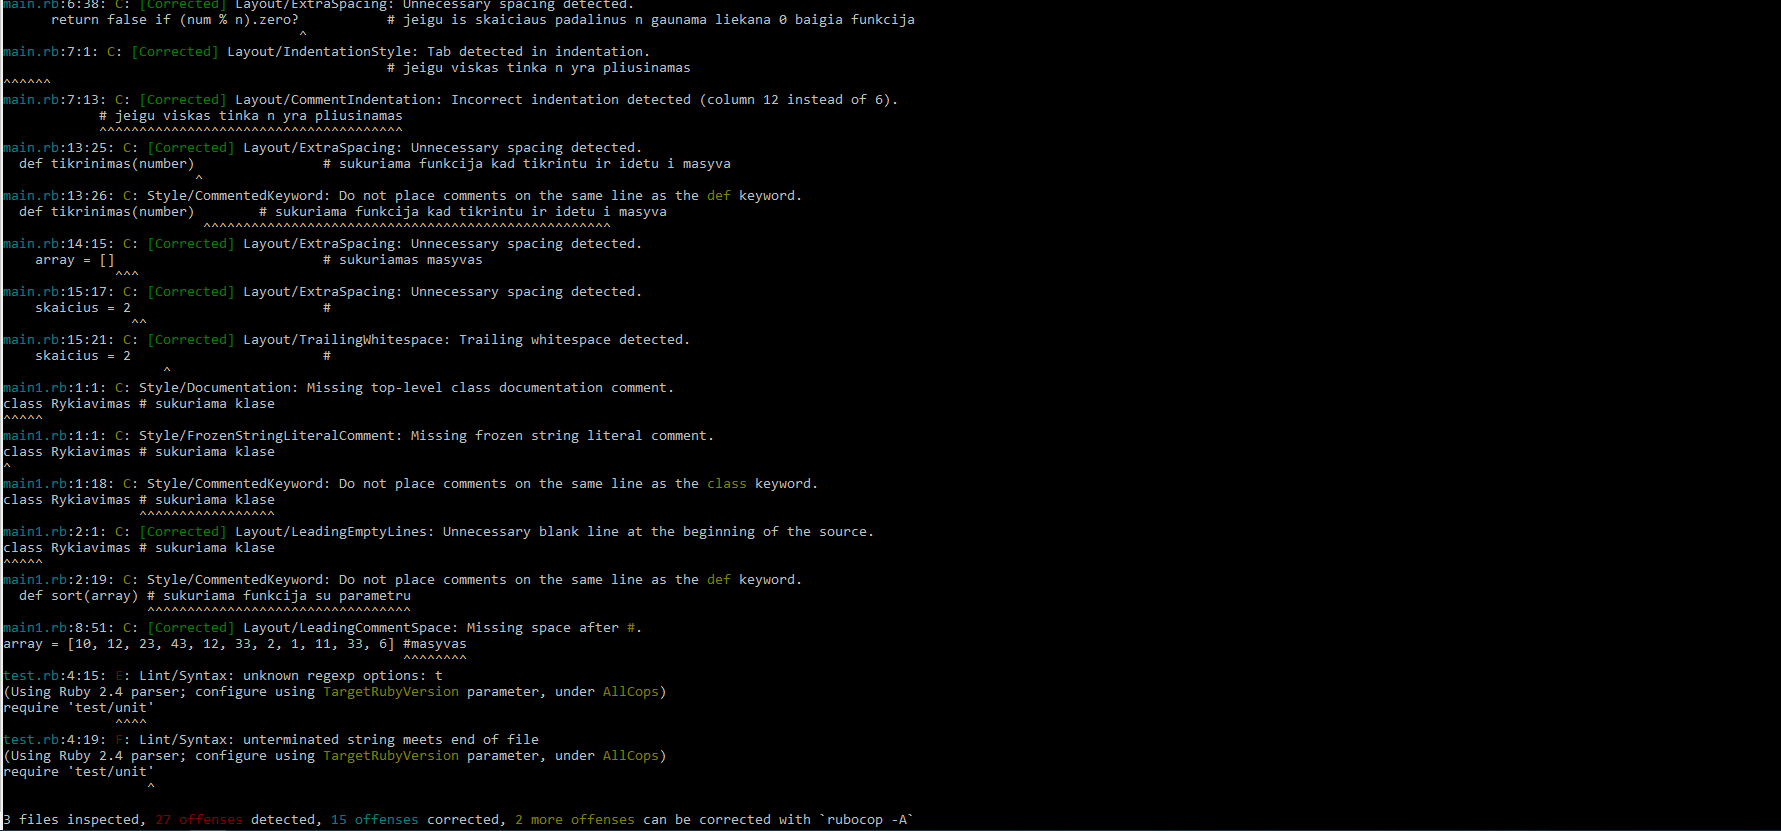 main.rb:6:38: C: [Corrected] Layout/ExtraSpacing: Unnecessary spacing detected.
return false if (num % n).zero? # jeigu is skaiciaus padalinus n gaunama liekana 0 baigia funkcija
^
main.rb:7:1: C: [Corrected] Layout/IndentationStyle: Tab detected in indentation.
# jeigu viskas tinka n yra pliusinamas
^^^^^^
main.rb:7:13: C: [Corrected] Layout/CommentIndentation: Incorrect indentation detected (column 12 instead of 6).
# jeigu viskas tinka n yra pliusinamas
^^^^^^^^^^^^^^^^^^^^^^^^^^^^^^^^^^^^^^
main.rb:13:25: C: [Corrected] Layout/ExtraSpacing: Unnecessary spacing detected.
def tikrinimas(number) # sukuriama funkcija kad tikrintu ir idetu i masyva
^
main.rb:13:26: C: Style/CommentedKeyword: Do not place comments on the same line as the def keyword.
def tikrinimas(number) # sukuriama funkcija kad tikrintu ir idetu i masyva
^^^^^^^^^^^^^^^^^^^^^^^^^^^^^^^^^^^^^^^^^^^^^^^^^^^
main.rb:14:15: C: [Corrected] Layout/ExtraSpacing: Unnecessary spacing detected.
array = [] # sukuriamas masyvas
^^^
main.rb:15:17: C: [Corrected] Layout/ExtraSpacing: Unnecessary spacing detected.
skaicius = 2 #
^^
main.rb:15:21: C: [Corrected] Layout/TrailingWhitespace: Trailing whitespace detected.
skaicius = 2 #
^
main1.rb:1:1: C: Style/Documentation: Missing top-level class documentation comment.
class Rykiavimas # sukuriama klase
^^^^^
main1.rb:1:1: C: Style/FrozenStringLiteralComment: Missing frozen string literal comment.
class Rykiavimas # sukuriama klase
^
main1.rb:1:18: C: Style/CommentedKeyword: Do not place comments on the same line as the class keyword.
class Rykiavimas # sukuriama klase
^^^^^^^^^^^^^^^^^
main1.rb:2:1: C: [Corrected] Layout/LeadingEmptyLines: Unnecessary blank line at the beginning of the source.
class Rykiavimas # sukuriama klase
^^^^^
main1.rb:2:19: C: Style/CommentedKeyword: Do not place comments on the same line as the def keyword.
def sort(array) # sukuriama funkcija su parametru
^^^^^^^^^^^^^^^^^^^^^^^^^^^^^^^^^
main1.rb:8:51: C: [Corrected] Layout/LeadingCommentSpace: Missing space after #.
array = [10, 12, 23, 43, 12, 33, 2, 1, 11, 33, 6] #masyvas
^^^^^^^^
test.rb:4:15: E: Lint/Syntax: unknown regexp options: t
(Using Ruby 2.4 parser; configure using TargetRubyVersion parameter, under AllCops)
require 'test/unit'
^^^^
test.rb:4:19: F: Lint/Syntax: unterminated string meets end of file
(Using Ruby 2.4 parser; configure using TargetRubyVersion parameter, under AllCops)
require 'test/unit'
^
3 files inspected, 27 offenses detected, 15 offenses corrected, 2 more offenses can be corrected with `rubocop -A`